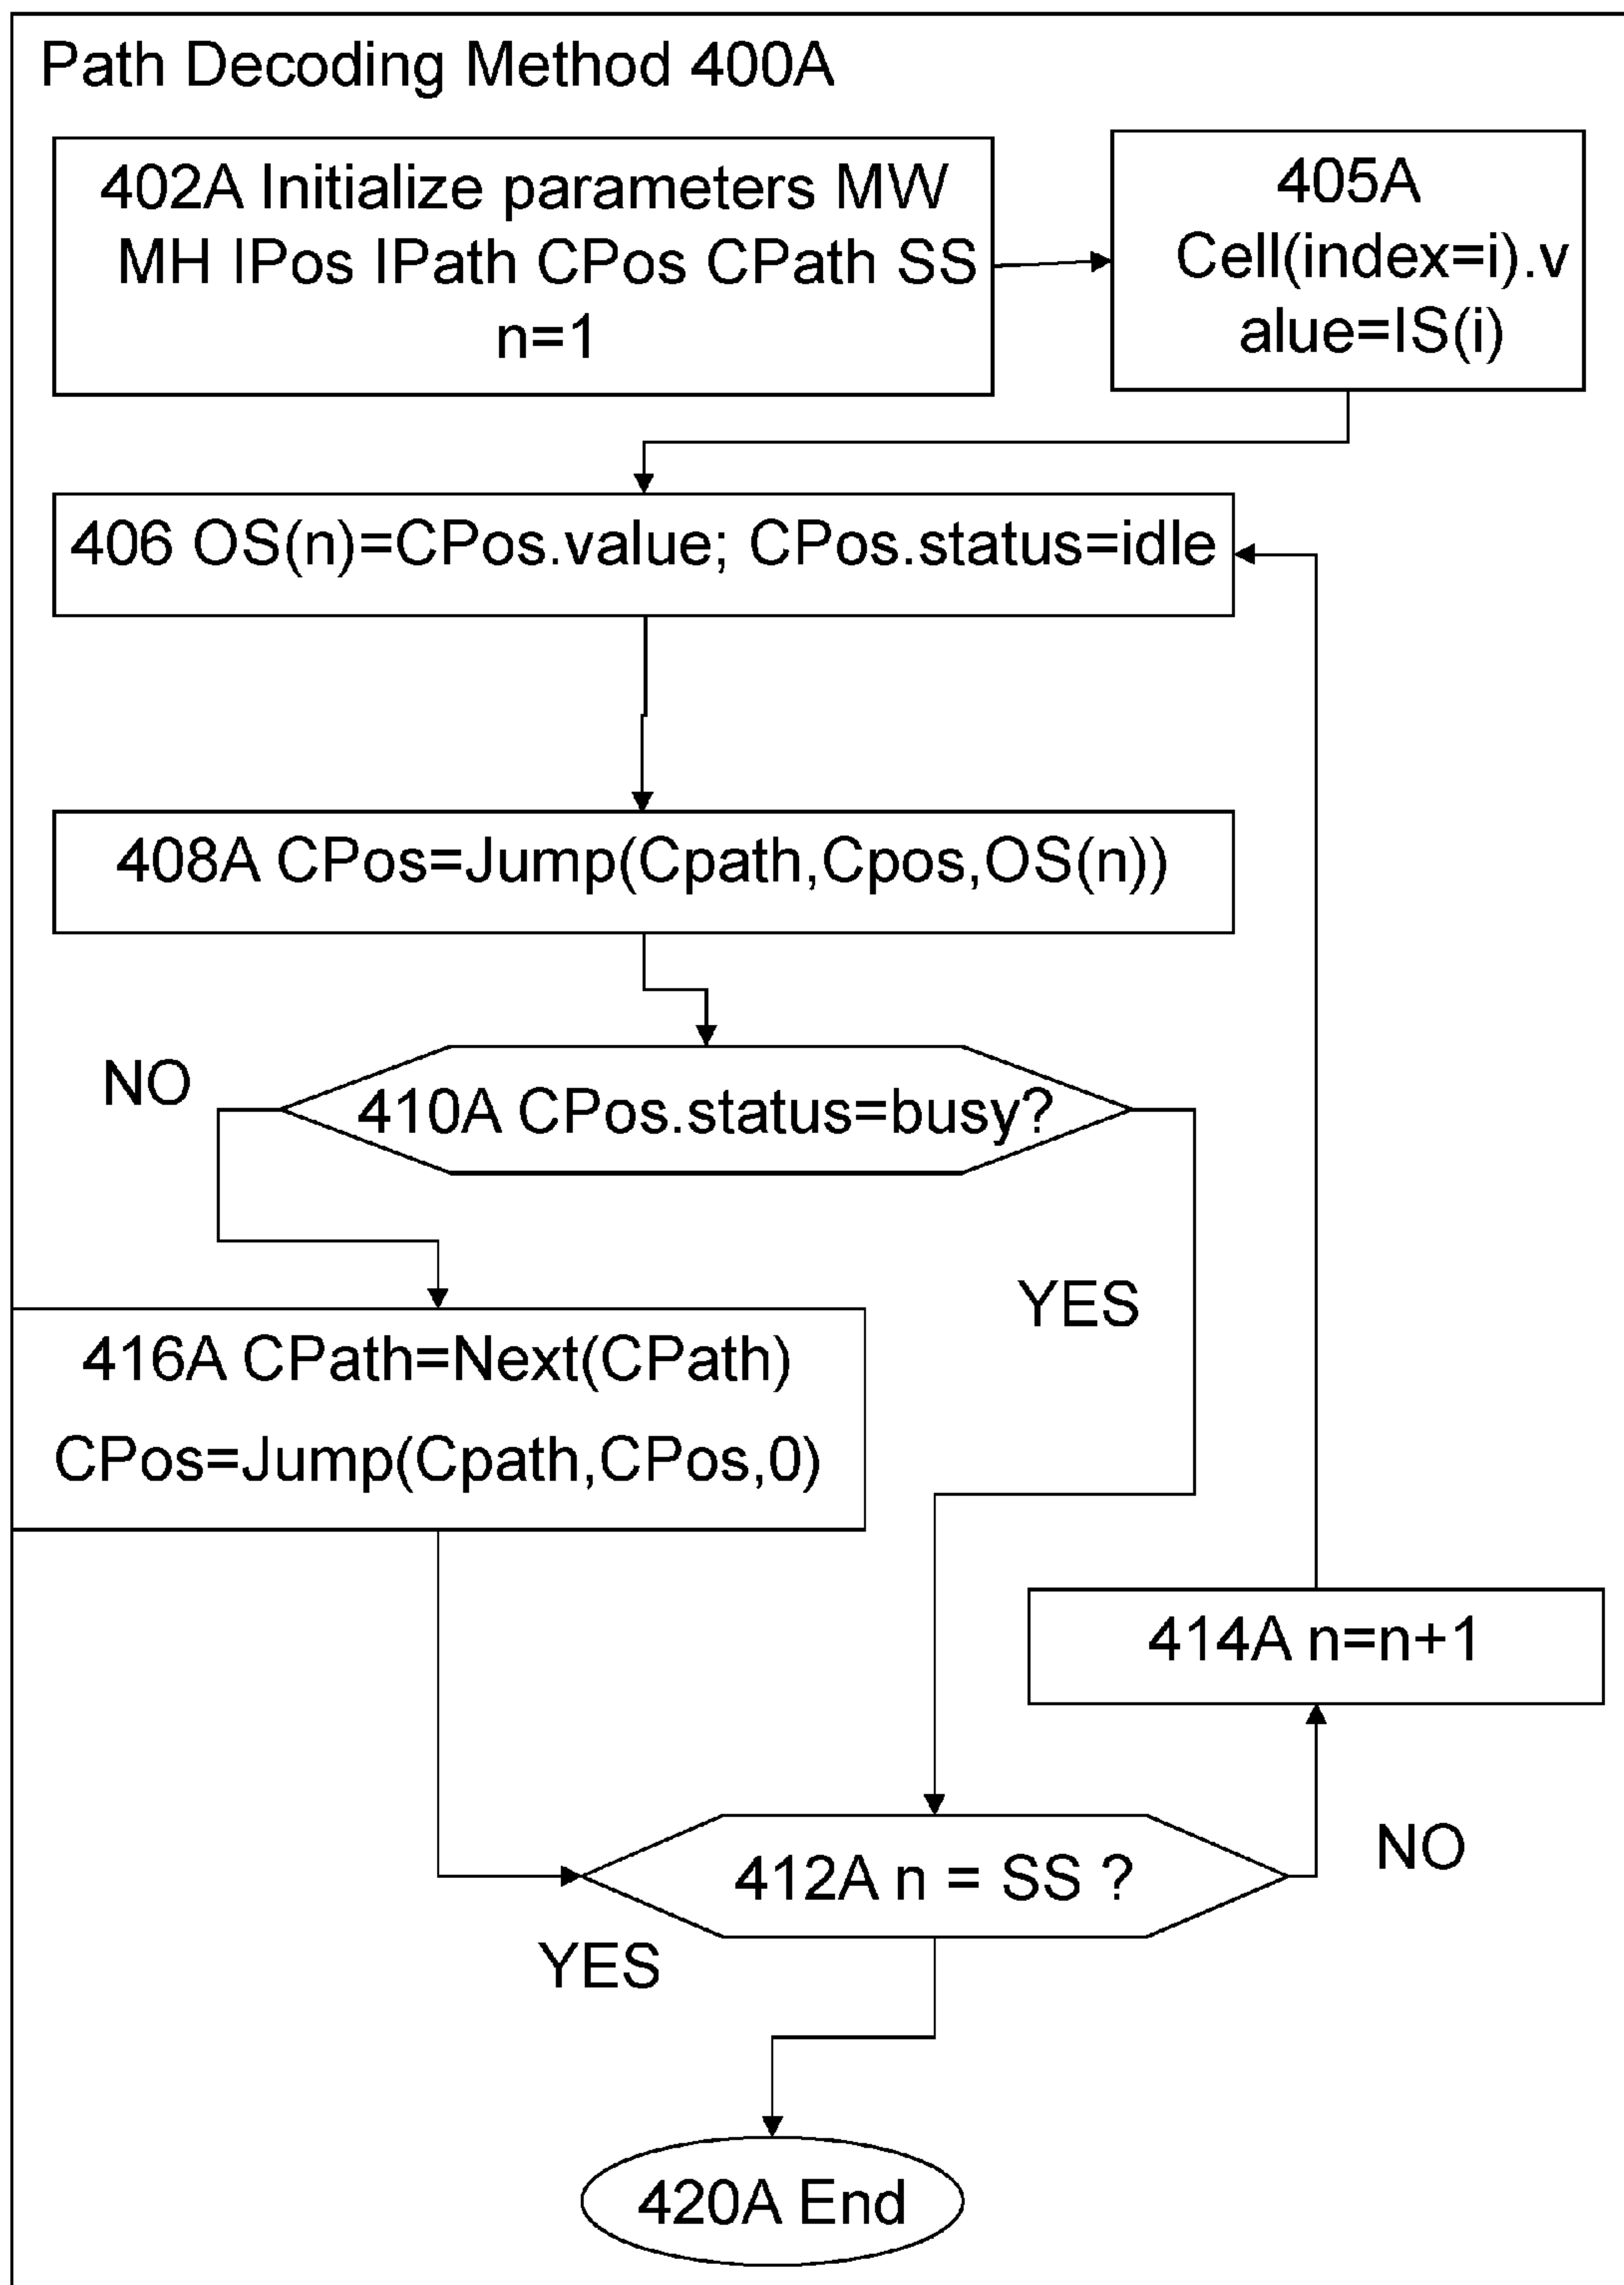 Path Decoding Method 400A
402A Initialize parameters MW
MH IPos IPath CPos CPath SS
n=1
405A
Cell(index=i).v
alue=IS(i)
406 OS(n)=CPos.value; CPos.status=idle
408A CPos=Jump(Cpath,Cpos,OS(n))
NO
410A CPos.status=busy?
YES
416A CPath=Next(CPath)
CPos=Jump(Cpath,CPos,0)
414A n=n+1
NO
412A n = SS ?
YES
420A End